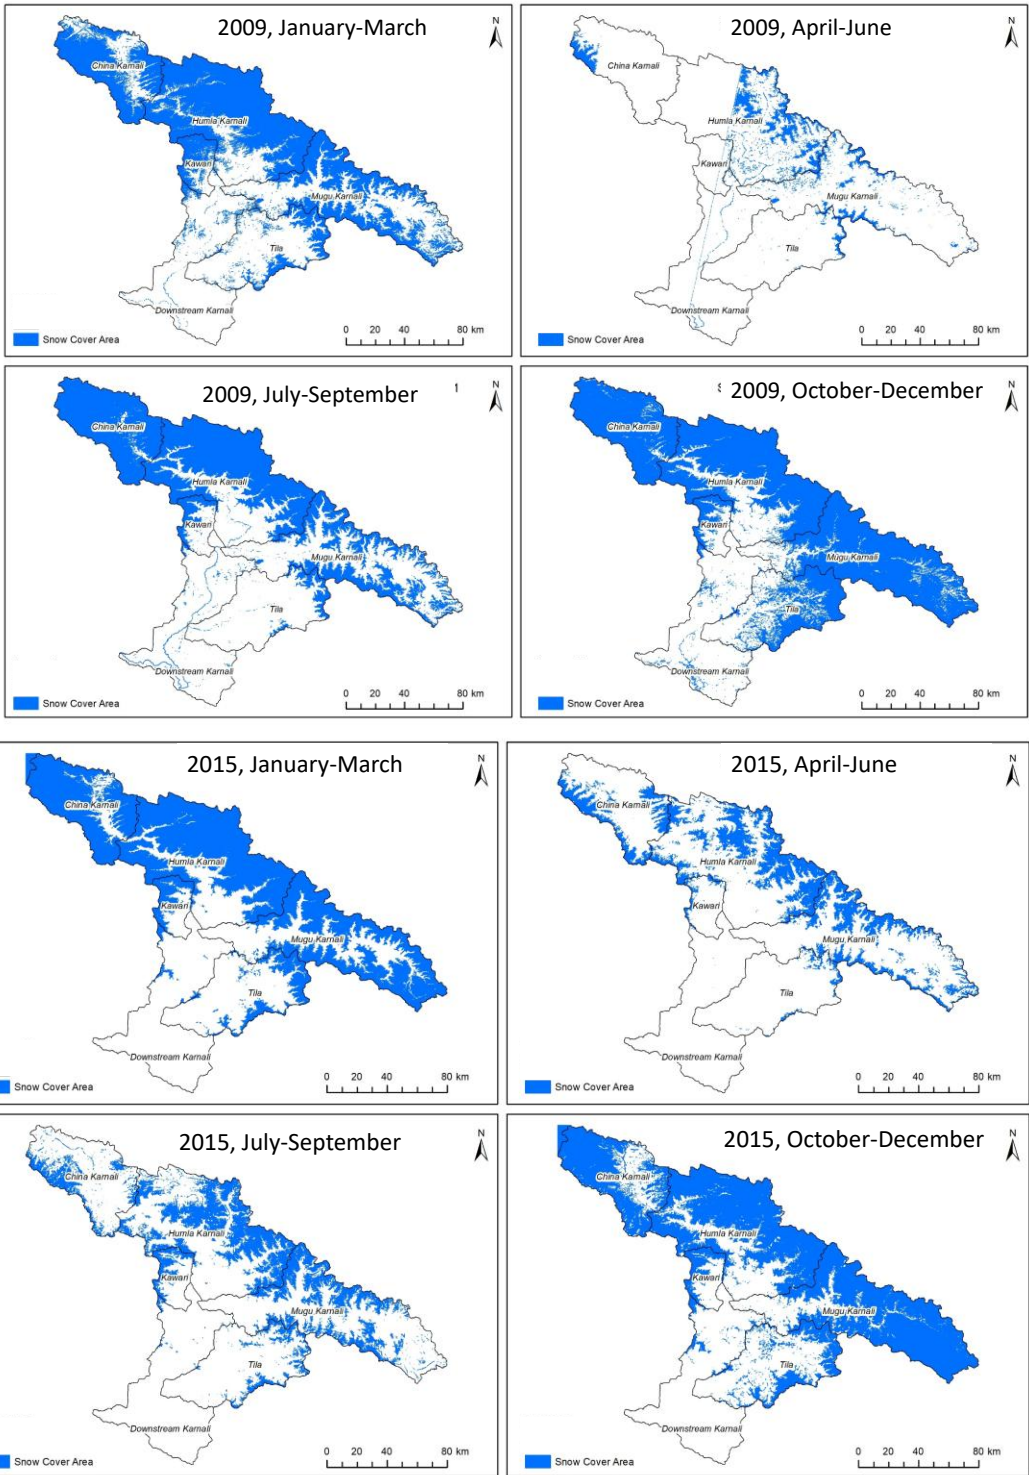 2009, January-March
N
China Karnali
Humla Karnali
Kawari
Mugu Karnali
Tila
Downstream Karnali
Snow Cover Area
0 20 40 80 km
2009, April-June
N
China Karnali
Humla Karnali
Kawari
Mugu Karnali
Tila
Downstream Karnali
Snow Cover Area
0 20 40 80 km
2009, July-September
N
China Karnali
Humla Karnali
Kawari
Mugu Karnali
Tila
Downstream Karnali
Snow Cover Area
0 20 40 80 km
2009, October-December
N
China Karnali
Humla Karnali
Kawari
Mugu Karnali
Tila
Downstream Karnali
Snow Cover Area
0 20 40 80 km
2015, January-March
N
China Karnali
Humla Karnali
Kawari
Mugu Karnali
Tila
Downstream Karnali
Snow Cover Area
0 20 40 80 km
2015, April-June
N
China Karnali
Humla Karnali
Kawari
Mugu Karnali
Tila
Downstream Karnali
Snow Cover Area
0 20 40 80 km
2015, July-September
N
China Karnali
Humla Karnali
Kawari
Mugu Karnali
Tila
Downstream Karnali
Snow Cover Area
0 20 40 80 km
2015, October-December
N
China Karnali
Humla Karnali
Kawari
Mugu Karnali
Tila
Downstream Karnali
Snow Cover Area
0 20 40 80 km